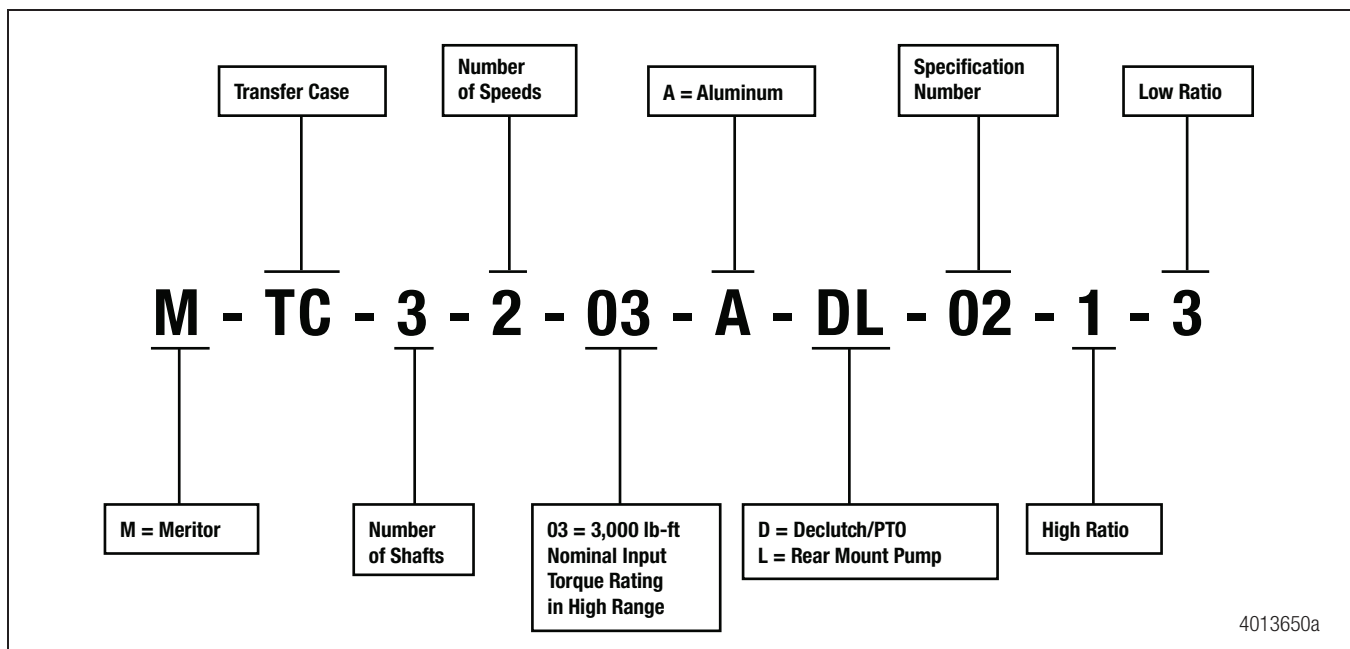 Transfer Case
Number
of Speeds
A = Aluminum
Specification
Number
Low Ratio
M - TC - 3 - 2 - 03 - A - DL - 02 - 1 - 3
M = Meritor
Number
of Shafts
03 = 3,000 lb-ft
Nominal Input
Torque Rating
in High Range
D = Declutch/PTO
L = Rear Mount Pump
High Ratio
4013650a